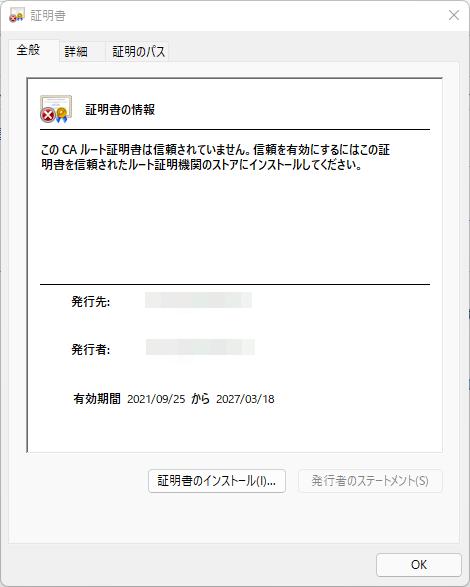 証明書
全般
詳細
証明のパス
証明書の情報
この CA ルート証明書は信頼されていません。信頼を有効にするにはこの証
明書を信頼されたルート証明機関のストアにインストールしてください。
発行先:
発行者:
有効期間 2021/09/25 から 2027/03/18
証明書のインストール(I)...
発行者のステートメント(S)
OK